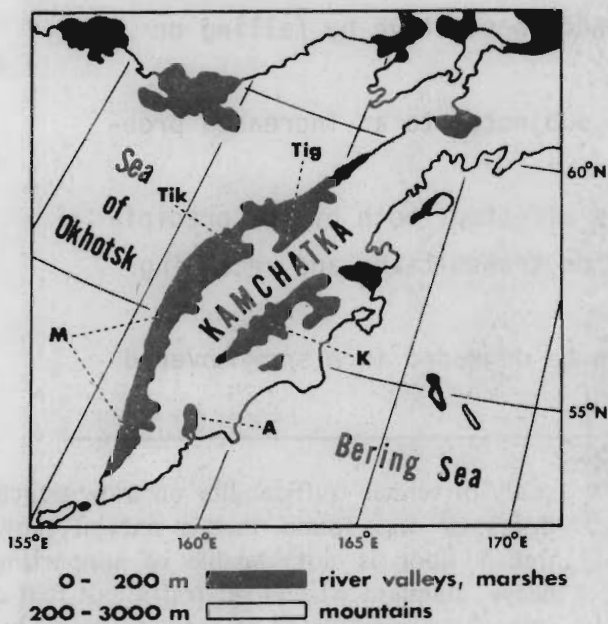 Sea
of
Okhotsk
Tig
Tik
60°N
KAMCHATKA
M
K
A
55°N
Bering Sea
155°E
160°E
165°E
170°E
0 - 200 m river valleys, marshes
200 - 3000 m mountains